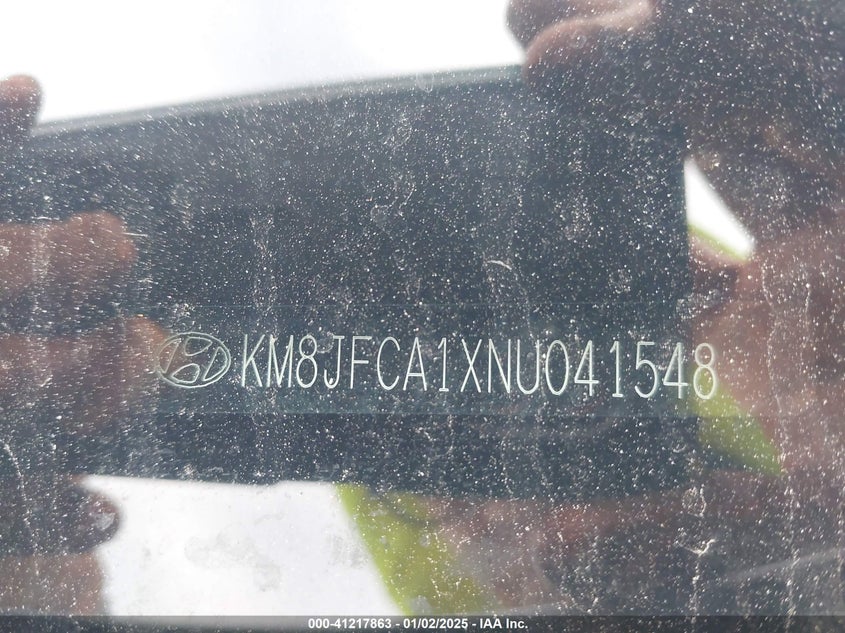 KM8JFCA1XNU041548
000-41217863 - 01/02/2025 - IAA Inc.